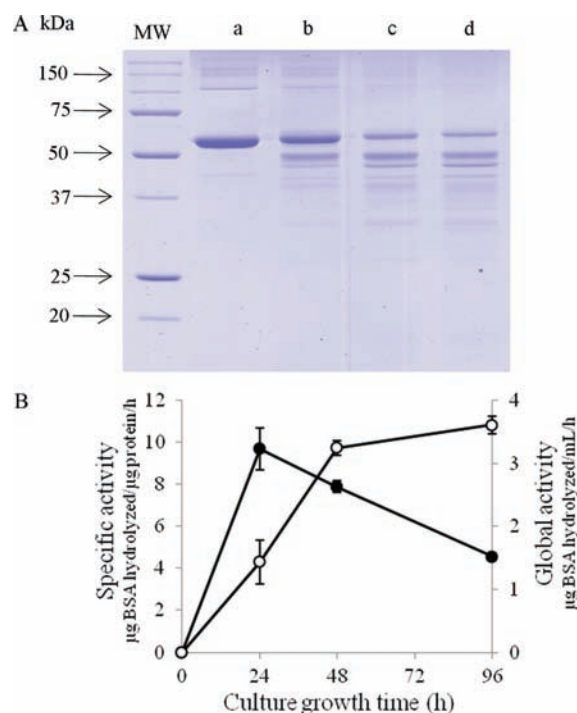 A kDa MW a b c d
150
75
50
37
25
20
B
12
10
8
6
4
2
0
Specific activity
µg BSA hydrolyzed/µgprotein/h
4
3
2
1
0
Global activity
µg BSA hydrolyzed/mL/h
0 24 48 72 96
Culture growth time (h)